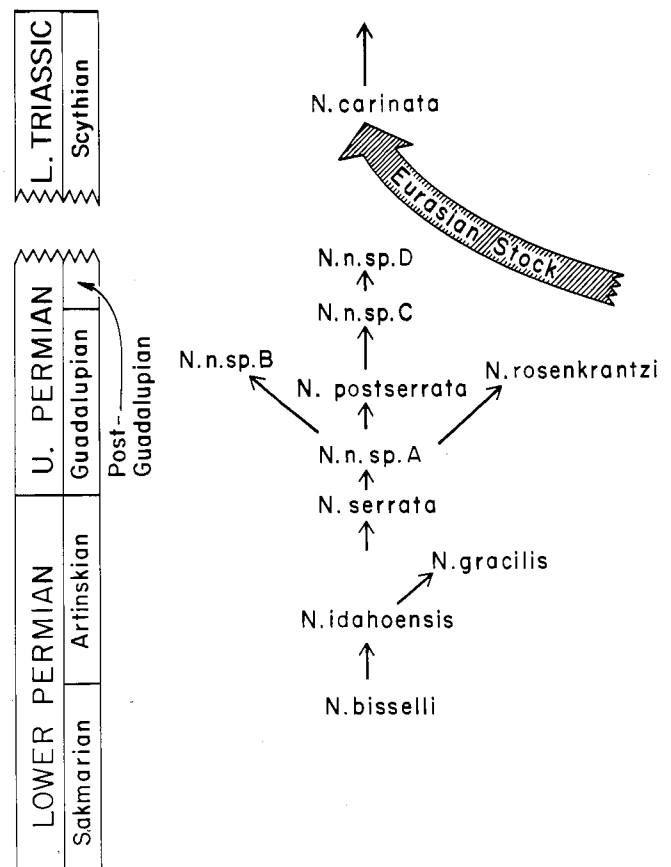 L. TRIASSIC
Scythian
U. PERMIAN
Guadalupian
Post-
Guadalupian
LOWER PERMIAN
Artinskian
Sakmarian
N. carinata
Eurasian Stock
N.n.sp.D
N.n.sp.C
N.n.sp.B
N. postserrata
N.rosenkrantzi
N.n.sp.A
N. serrata
N.gracilis
N.idahoensis
N.bisselli